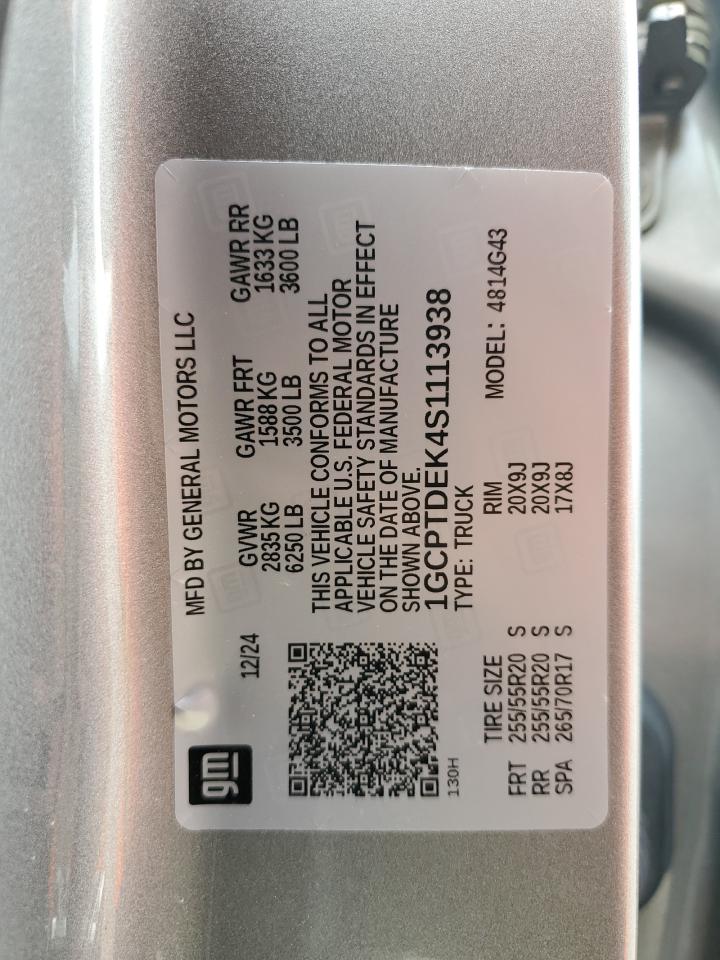 gm
MFD BY GENERAL MOTORS LLC
12/24
GVWR GAWR FRT GAWR RR
2835 KG 1588 KG 1633 KG
6250 LB 3500 LB 3600 LB
THIS VEHICLE CONFORMS TO ALL
APPLICABLE U.S. FEDERAL MOTOR
VEHICLE SAFETY STANDARDS IN EFFECT
ON THE DATE OF MANUFACTURE
SHOWN ABOVE.
1GCPTDEK4S1113938
130H
TYPE: TRUCK
TIRE SIZE RIM MODEL: 4814G43
FRT 255/55R20 S 20X9J
RR 255/55R20 S 20X9J
SPA 265/70R17 S 17X8J